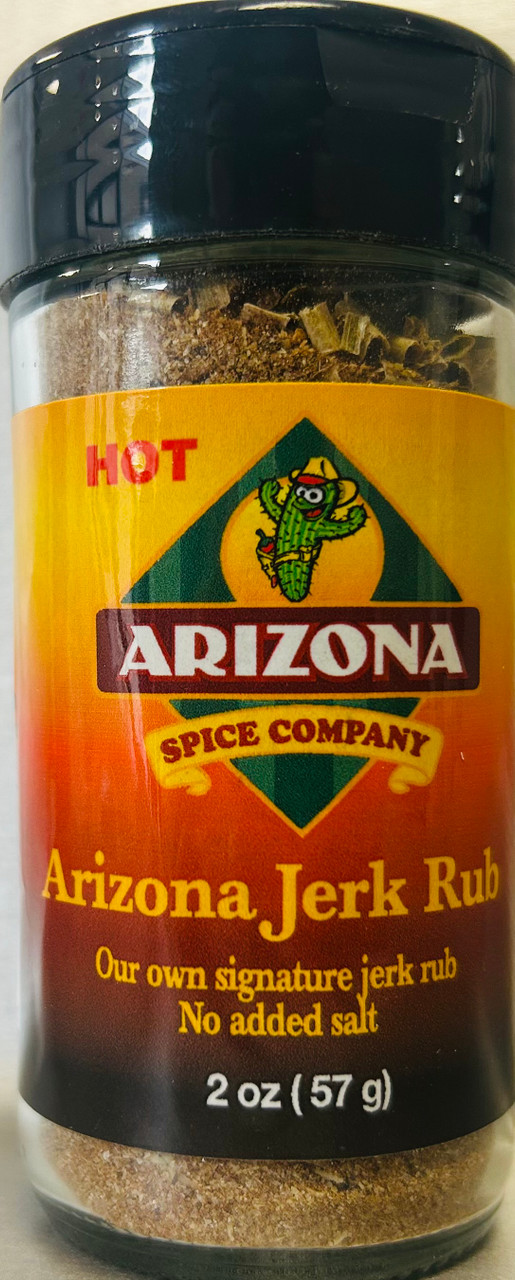 HOT
ARIZONA
SPICE COMPANY
Arizona Jerk Rub
Our own signature jerk rub
No added salt
2 oz ( 57 g)